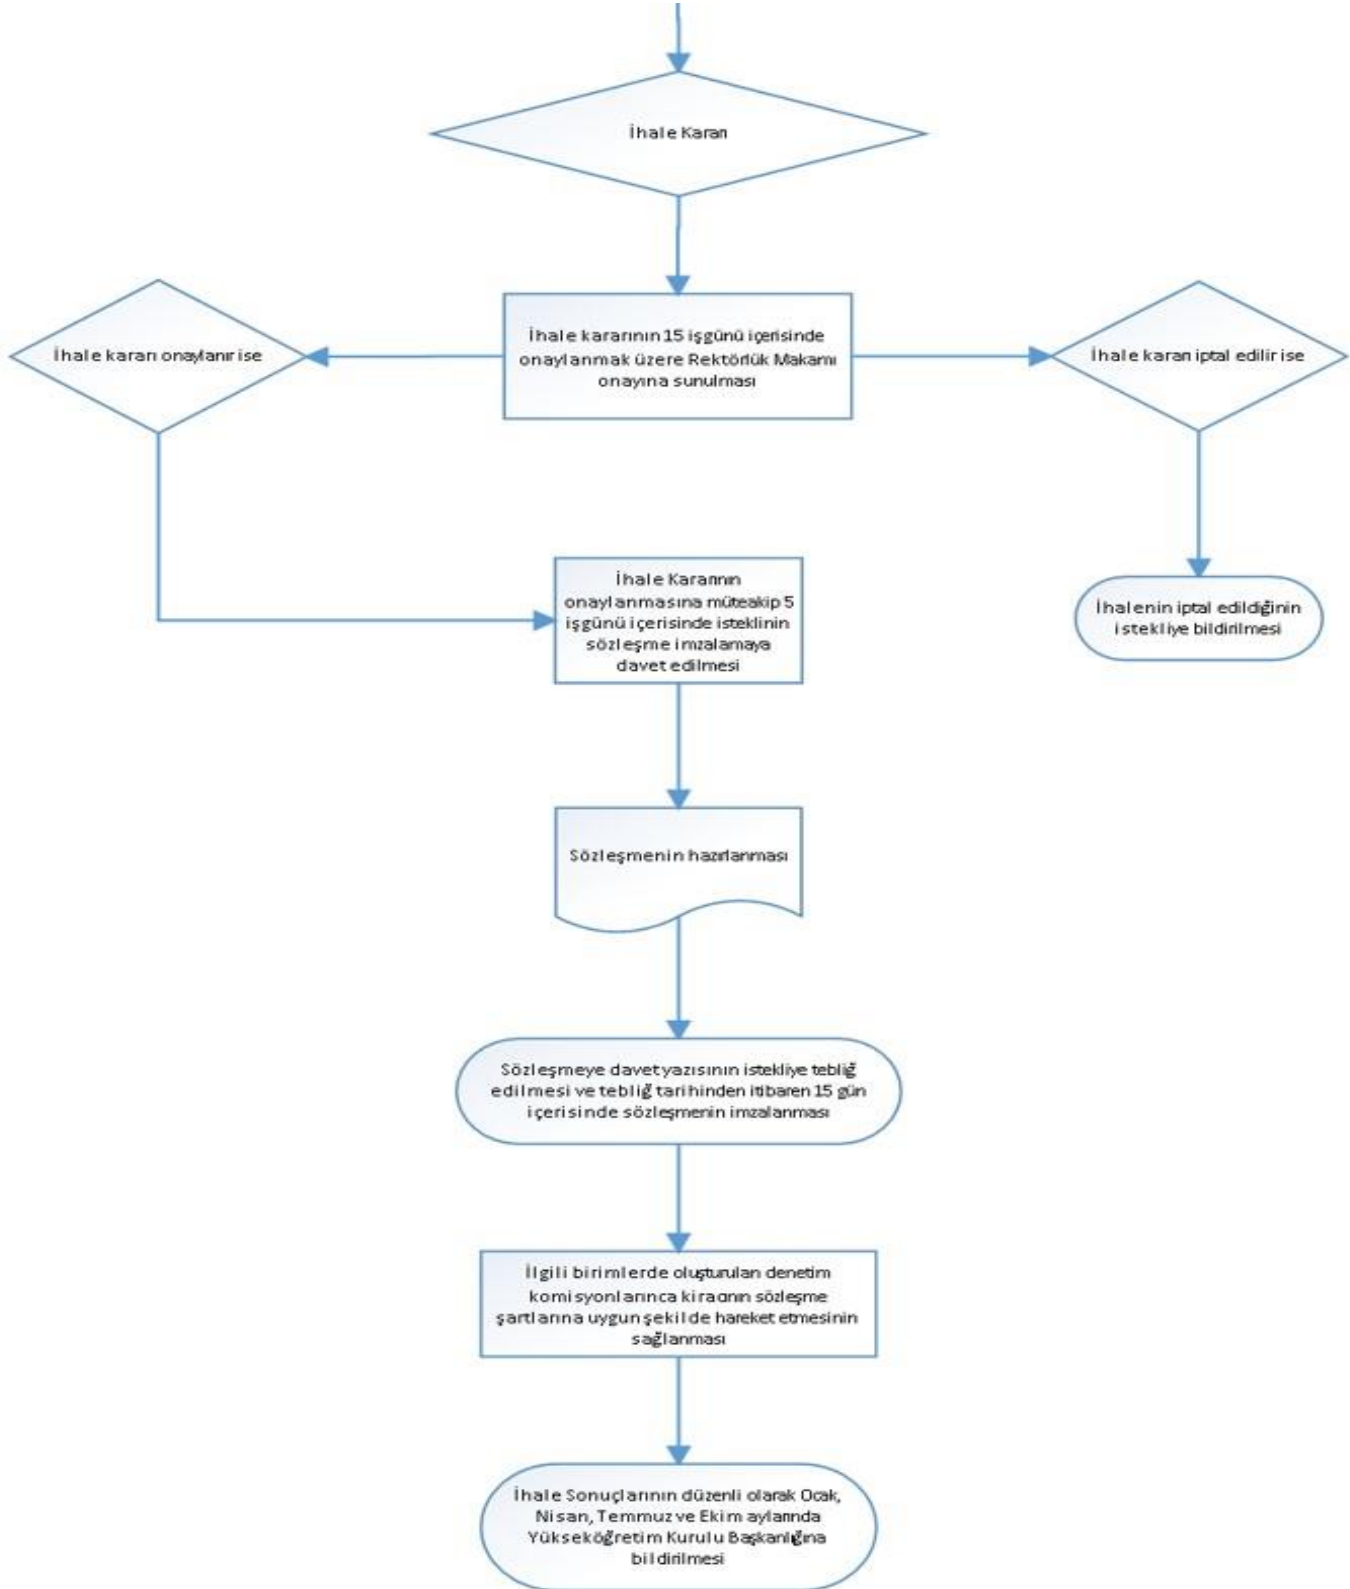 İhale Kararı
İhale kararı onaylanır ise
İhale kararının 15 işgünü içerisinde
onaylanmak üzere Rektörlük Makamı
onayına sunulması
İhale kararı iptal edilir ise
İhale Kararının
onaylanmasına müteakip 5
işgünü içerisinde isteklinin
sözleşme imzalamaya
davet edilmesi
İhalenin iptal edildiğinin
istekliye bildirilmesi
Sözleşmenin hazırlanması
Sözleşmeye davet yazısının istekliye tebliğ
edilmesi ve tebliğ tarihinden itibaren 15 gün
içerisinde sözleşmenin imzalanması
İlgili birimlerde oluşturulan denetim
komisyonlarınca kiracının sözleşme
şartlarına uygun şekilde hareket etmesinin
sağlanması
İhale Sonuçlarının düzenli olarak Ocak,
Nisan, Temmuz ve Ekim aylarında
Yükseköğretim Kurulu Başkanlığına
bildirilmesi